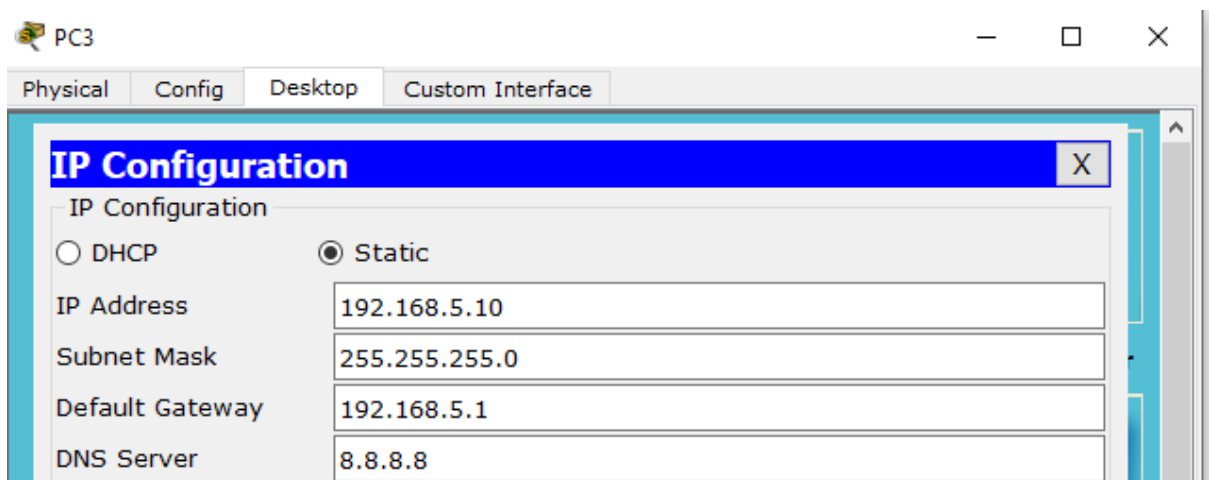 PC3
Physical Config Desktop Custom Interface
IP Configuration X
IP Configuration
DHCP Static
IP Address 192.168.5.10
Subnet Mask 255.255.255.0
Default Gateway 192.168.5.1
DNS Server 8.8.8.8